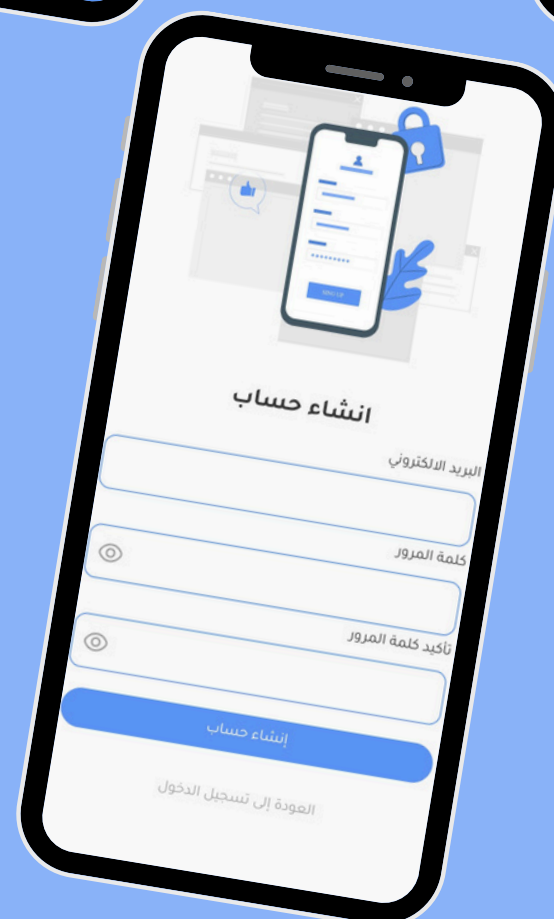 انشاء حساب
البريد الالكتروني
كلمة المرور
تأكيد كلمة المرور
إنشاء حساب
العودة إلى تسجيل الدخول